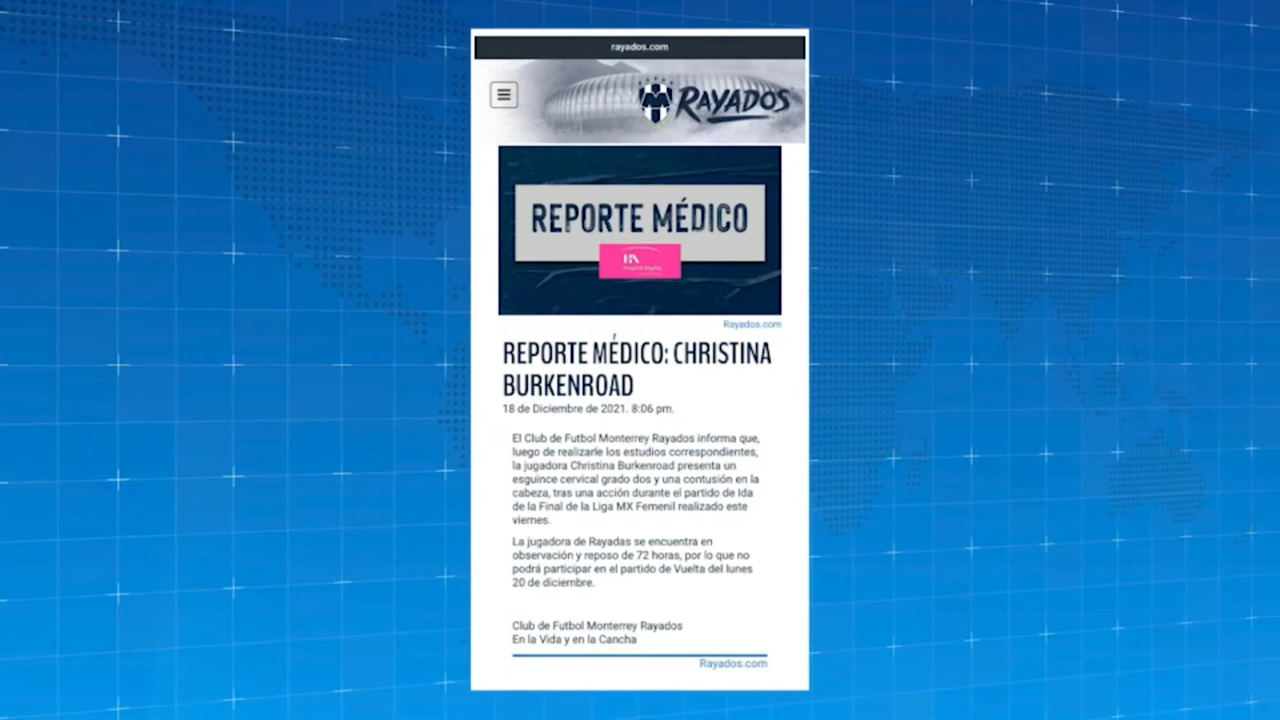 rayados.com
RAYADOS
REPORTE MÉDICO
Rayados.com
REPORTE MÉDICO: CHRISTINA
BURKENROAD
18 de Diciembre de 2021. 8:06 pm.
El Club de Futbol Monterrey Rayados informa que,
luego de realizarle los estudios correspondientes,
la jugadora Christina Burkenroad presenta un
esguince cervical grado dos y una contusión en la
cabeza, tras una acción durante el partido de Ida
de la Final de la Liga MX Femenil realizado este
viernes.
La jugadora de Rayadas se encuentra en
observación y reposo de 72 horas, por lo que no
podrá participar en el partido de Vuelta del lunes
20 de diciembre.
Club de Futbol Monterrey Rayados
En la Vida y en la Cancha
Rayados.com